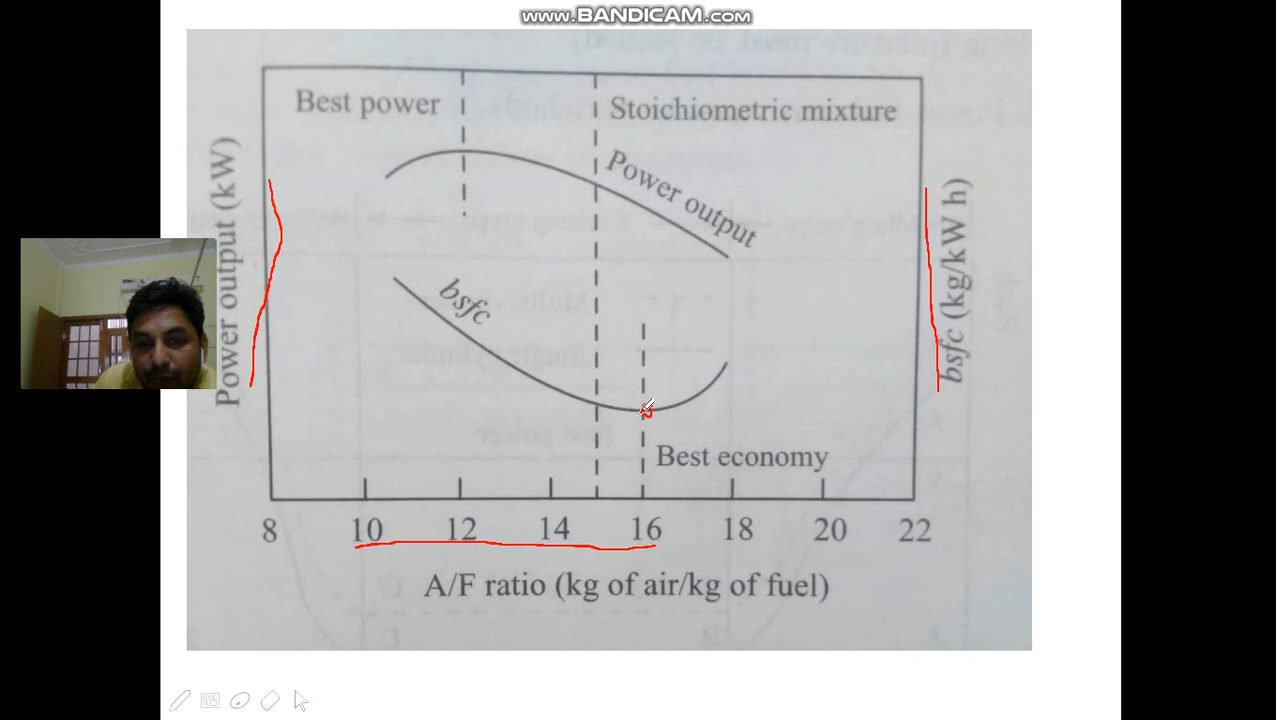 www.BANDICAM.com
Best power
Stoichiometric mixture
Power output
bsfc
Best economy
Power output (kW)
bsfc (kg/kW h)
8 10 12 14 16 18 20 22
A/F ratio (kg of air/kg of fuel)